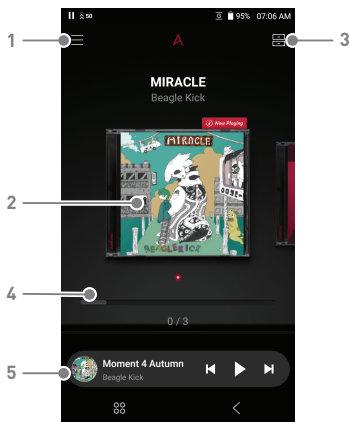 50 95% 07:06 AM
1
3
MIRACLE
Beagle Kick
Now Playing
MIRACLE
2
BEAGLE KICK
4
0 / 3
5
Moment 4 Autumn
Beagle Kick